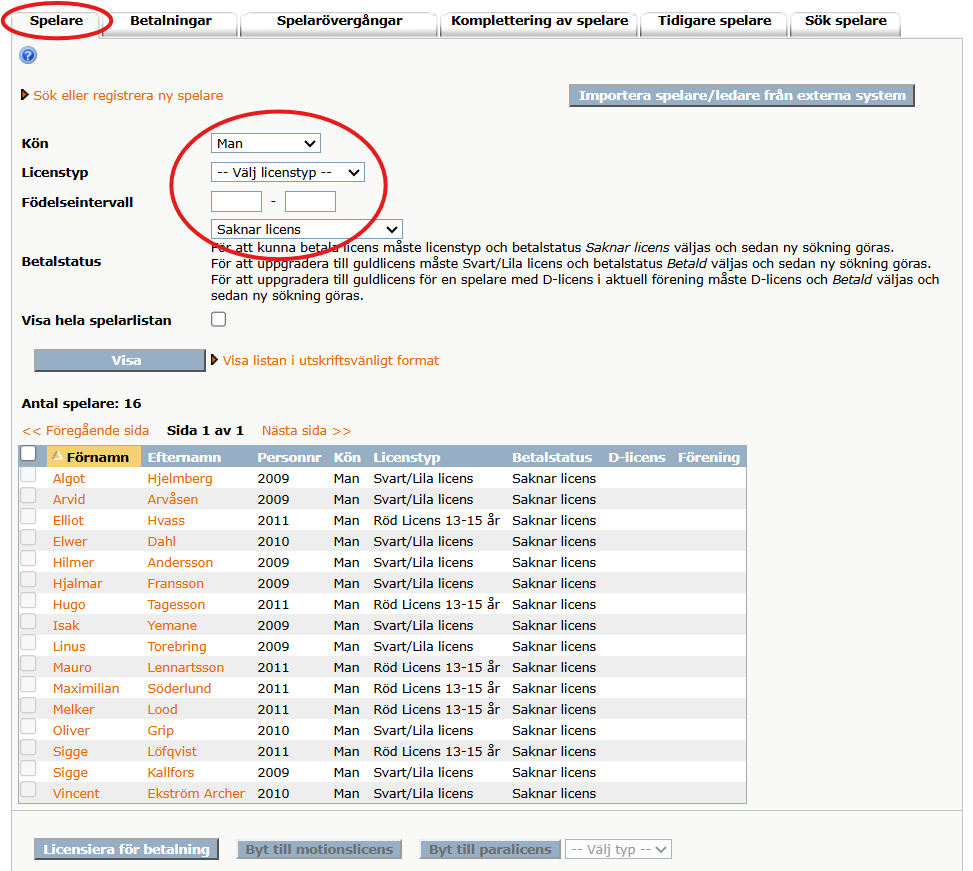 Spelare Betalningar Spelarövergångar Komplettering av spelare Tidigare spelare Sök spelare
?
Sök eller registrera ny spelare Importera spelare/ledare från externa system
Kön Man
Licenstyp -- Välj licenstyp --
Födelseintervall -
Saknar licens
För att kunna betala licens måste licenstyp och betalstatus Saknar licens väljas och sedan ny sökning göras.
Betalstatus För att uppgradera till guldlicens måste Svart/Lila licens och betalstatus Betald väljas och sedan ny sökning göras.
För att uppgradera till guldlicens för en spelare med D-licens i aktuell förening måste D-licens och Betald väljas och
sedan ny sökning göras.
Visa hela spelarlistan
Visa Visa listan i utskriftsvänligt format
Antal spelare: 16
<< Föregående sida Sida 1 av 1 Nästa sida >>
Förnamn Efternamn Personnr Kön Licenstyp Betalstatus D-licens Förening
Algot Hjelmberg 2009 Man Svart/Lila licens Saknar licens
Arvid Arvåsen 2009 Man Svart/Lila licens Saknar licens
Elliot Hvass 2011 Man Röd Licens 13-15 år Saknar licens
Elwer Dahl 2010 Man Svart/Lila licens Saknar licens
Hilmer Andersson 2009 Man Svart/Lila licens Saknar licens
Hjalmar Fransson 2009 Man Svart/Lila licens Saknar licens
Hugo Tagesson 2011 Man Röd Licens 13-15 år Saknar licens
Isak Yemane 2009 Man Svart/Lila licens Saknar licens
Linus Torebring 2009 Man Svart/Lila licens Saknar licens
Mauro Lennartsson 2011 Man Röd Licens 13-15 år Saknar licens
Maximilian Söderlund 2011 Man Röd Licens 13-15 år Saknar licens
Melker Lood 2011 Man Röd Licens 13-15 år Saknar licens
Oliver Grip 2010 Man Svart/Lila licens Saknar licens
Sigge Löfqvist 2011 Man Röd Licens 13-15 år Saknar licens
Sigge Kallfors 2009 Man Svart/Lila licens Saknar licens
Vincent Ekström Archer 2010 Man Svart/Lila licens Saknar licens
Licensiera för betalning Byt till motionslicens Byt till paralicens -- Välj typ --